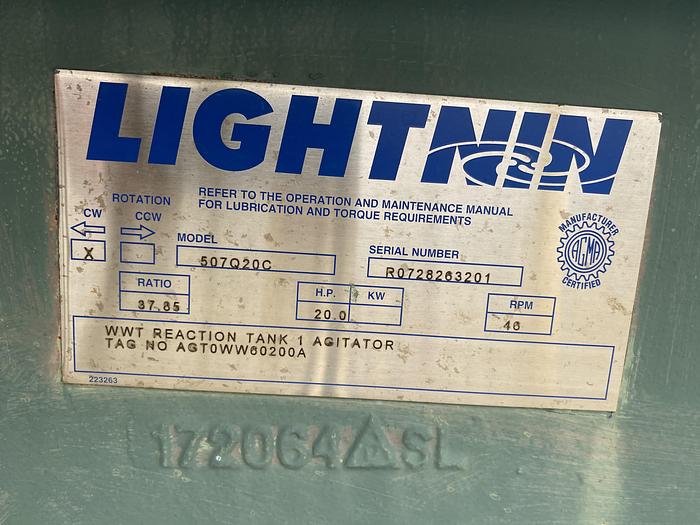 LIGHTNIN
ROTATION
CW CCW
X
REFER TO THE OPERATION AND MAINTENANCE MANUAL
FOR LUBRICATION AND TORQUE REQUIREMENTS
MANUFACTURER
AGMA
CERTIFIED
MODEL
507Q20C
SERIAL NUMBER
R0728263201
RATIO
37.85
H.P. KW
20.0
RPM
46
WWT REACTION TANK 1 AGITATOR
TAG NO AGT0WW60200A
223263
172064 SL